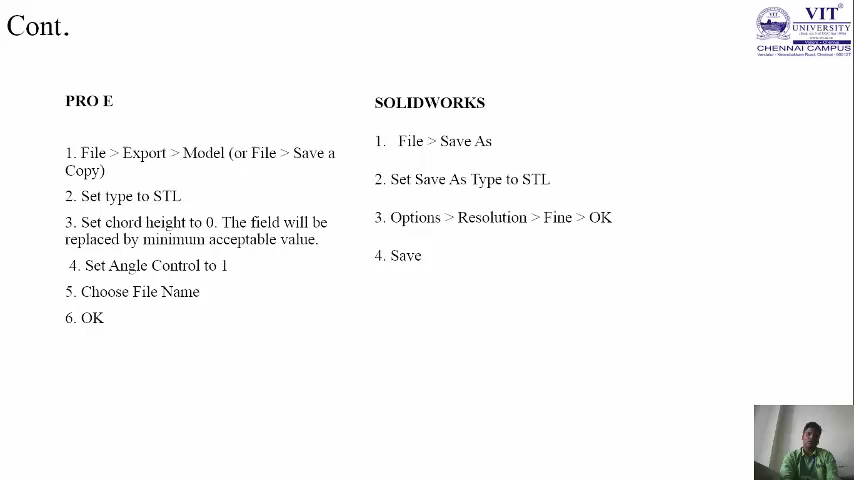 Cont.
VIT
UNIVERSITY
CHENNAI CAMPUS
PRO E
1. File > Export > Model (or File > Save a
Copy)
2. Set type to STL
3. Set chord height to 0. The field will be
replaced by minimum acceptable value.
4. Set Angle Control to 1
5. Choose File Name
6. OK
SOLIDWORKS
1. File > Save As
2. Set Save As Type to STL
3. Options > Resolution > Fine > OK
4. Save